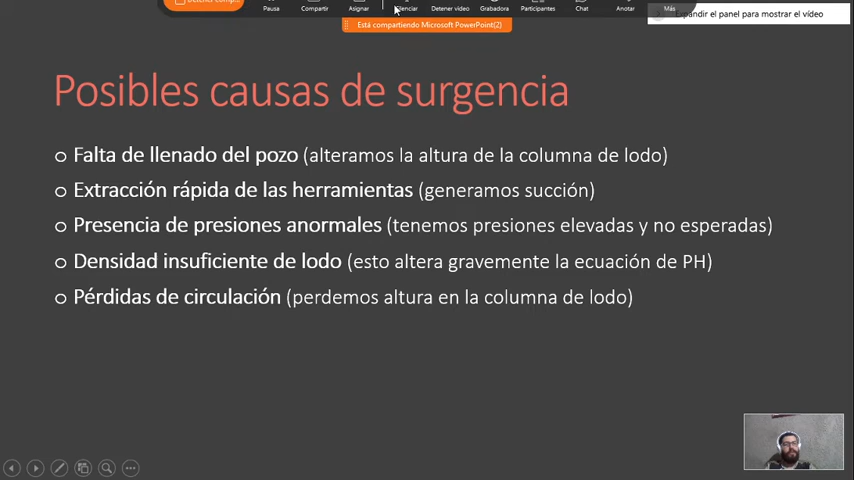 Pausa
Compartir
Asignar
Detener video
Grabadora
Participantes
Chat
Anotar
Más
Expandir el panel para mostrar el vídeo
Está compartiendo Microsoft PowerPoint(2)
Posibles causas de surgencia
Falta de llenado del pozo (alteramos la altura de la columna de lodo)
Extracción rápida de las herramientas (generamos succión)
Presencia de presiones anormales (tenemos presiones elevadas y no esperadas)
Densidad insuficiente de lodo (esto altera gravemente la ecuación de PH)
Pérdidas de circulación (perdemos altura en la columna de lodo)